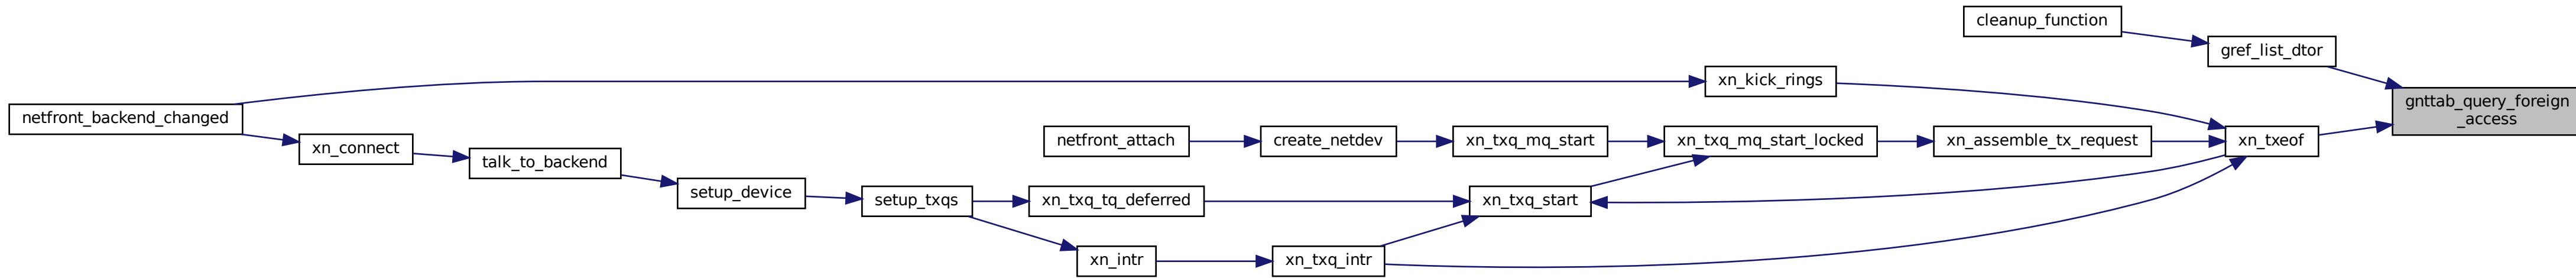 cleanup_function
gref_list_dtor
xn_kick_rings
gnttab_query_foreign
_access
netfront_backend_changed
netfront_attach
create_netdev
xn_txq_mq_start
xn_txq_mq_start_locked
xn_assemble_tx_request
xn_txeof
xn_connect
talk_to_backend
setup_device
setup_txqs
xn_txq_tq_deferred
xn_txq_start
xn_intr
xn_txq_intr